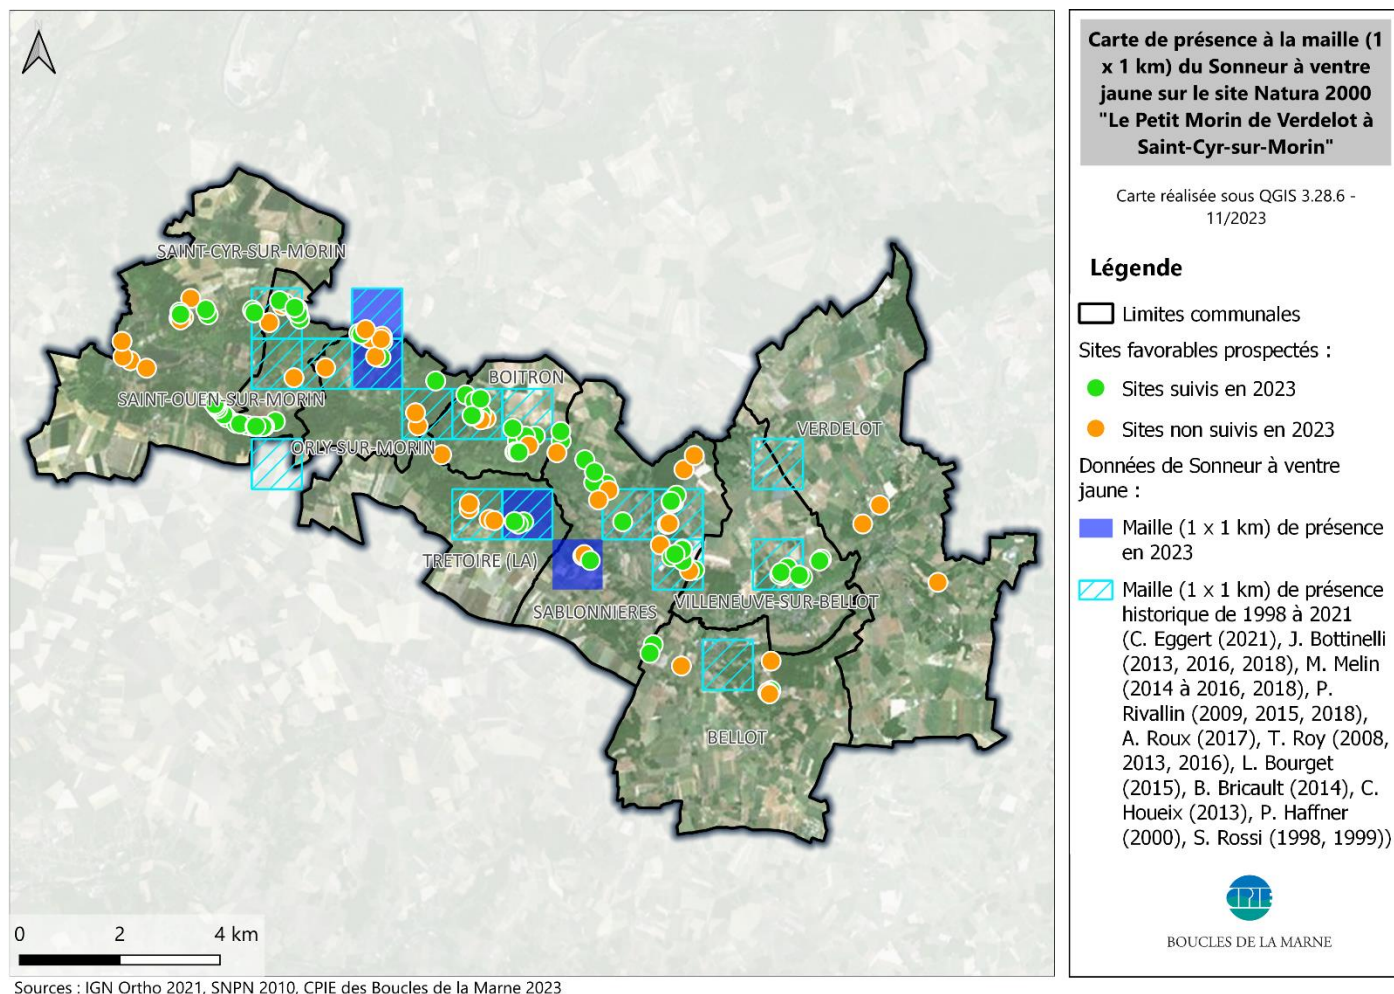 N
SAINT-CYR-SUR-MORIN
BOITRON
SAINT-OUEN-SUR-MORIN
VERDELOT
ORLY-SUR-MORIN
TRETOIRE (LA)
SABLONNIERES
VILLENEUVE-SUR-BELLOT
BELLOT
0 2 4 km
Sources : IGN Ortho 2021, SNPN 2010, CPIE des Boucles de la Marne 2023
Carte de présence à la maille (1
x 1 km) du Sonneur à ventre
jaune sur le site Natura 2000
"Le Petit Morin de Verdelot à
Saint-Cyr-sur-Morin"
Carte réalisée sous QGIS 3.28.6 -
11/2023
Légende
Limites communales
Sites favorables prospectés :
Sites suivis en 2023
Sites non suivis en 2023
Données de Sonneur à ventre
jaune :
Maille (1 x 1 km) de présence
en 2023
Maille (1 x 1 km) de présence
historique de 1998 à 2021
(C. Eggert (2021), J. Bottinelli
(2013, 2016, 2018), M. Melin
(2014 à 2016, 2018), P.
Rivallin (2009, 2015, 2018),
A. Roux (2017), T. Roy (2008,
2013, 2016), L. Bourget
(2015), B. Bricault (2014), C.
Houeix (2013), P. Haffner
(2000), S. Rossi (1998, 1999))
CPIE
BOUCLES DE LA MARNE